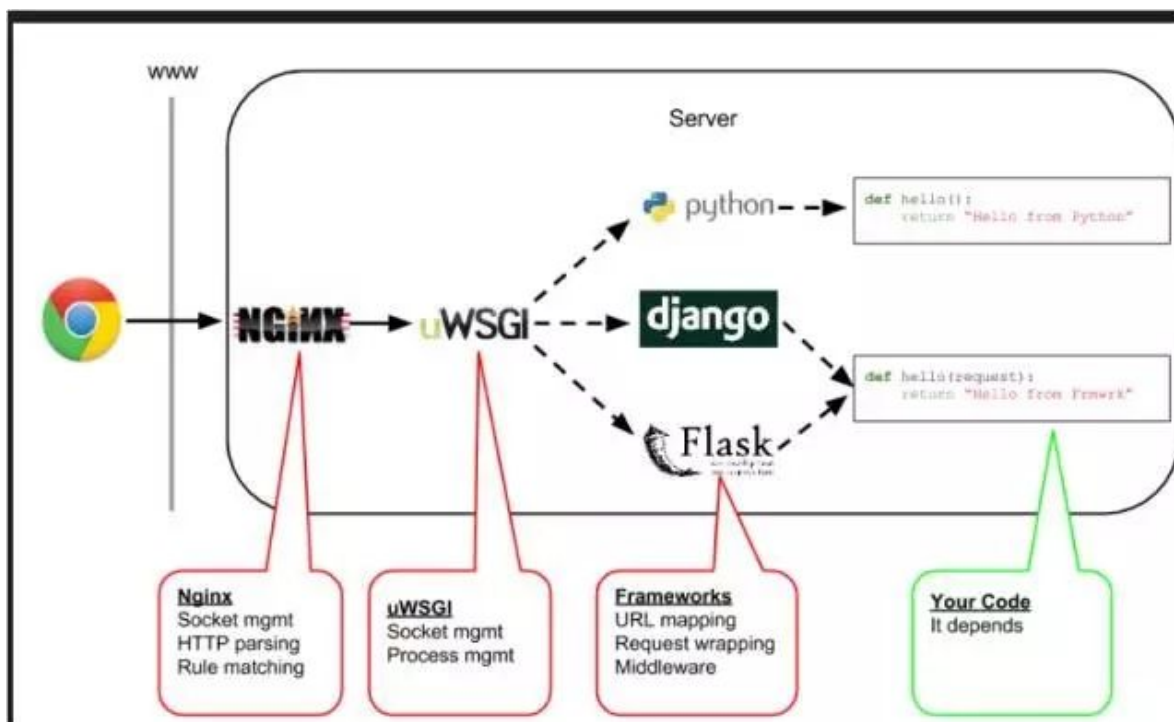 www
Server
python
def hello():
return "Hello from Python"
NGiNX
uWSGI
django
def hello(request):
return "Hello from Frmwrk"
Flask
Nginx
Socket mgmt
HTTP parsing
Rule matching
uWSGI
Socket mgmt
Process mgmt
Frameworks
URL mapping
Request wrapping
Middleware
Your Code
It depends